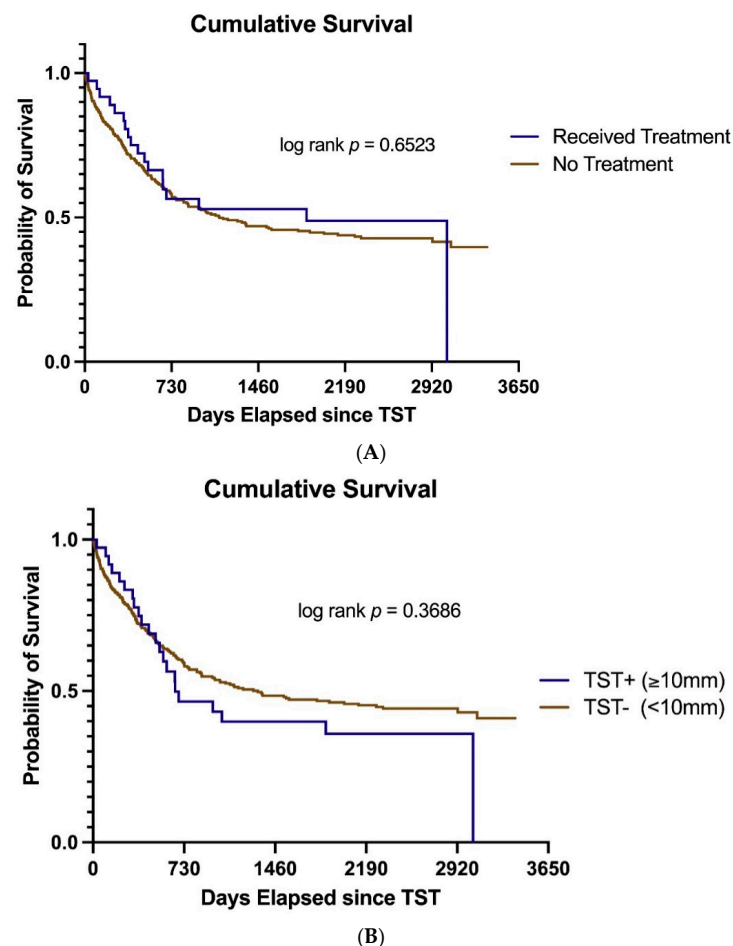 Cumulative Survival
1.0
0.5
0.0
Probability of Survival
log rank p = 0.6523
Received Treatment
No Treatment
0 730 1460 2190 2920 3650
Days Elapsed since TST
(A)
Cumulative Survival
1.0
0.5
0.0
Probability of Survival
log rank p = 0.3686
TST+ (≥10mm)
TST- (<10mm)
0 730 1460 2190 2920 3650
Days Elapsed since TST
(B)